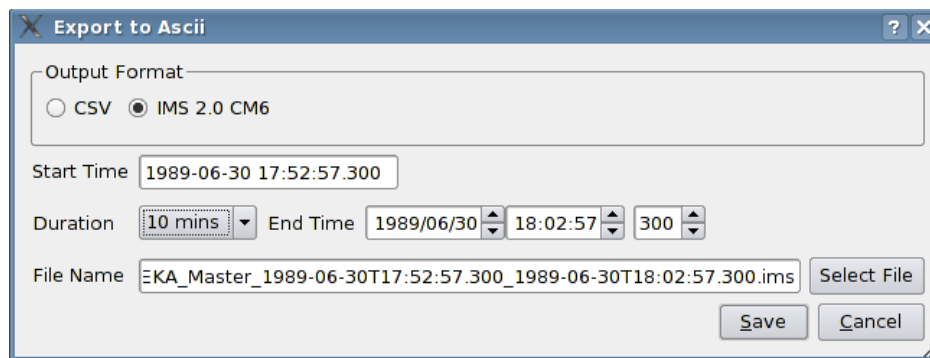 Export to Ascii
Output Format
CSV IMS 2.0 CM6
Start Time 1989-06-30 17:52:57.300
Duration 10 mins End Time 1989/06/30 18:02:57 300
File Name EKA_Master_1989-06-30T17:52:57.300_1989-06-30T18:02:57.300.ims Select File
Save Cancel